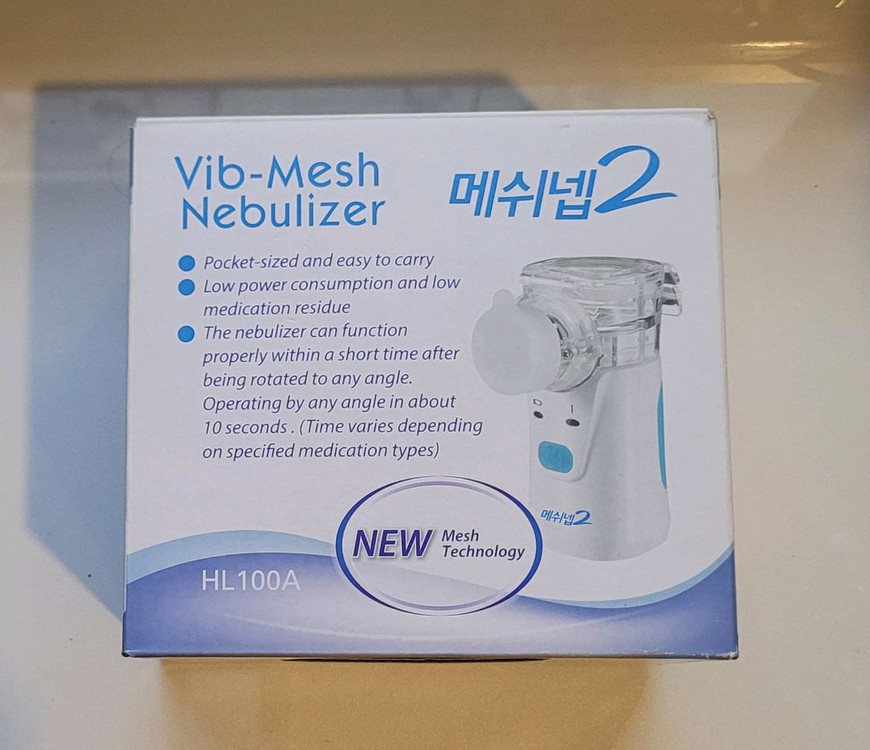 Vib-Mesh
Nebulizer
메쉬넵2
Pocket-sized and easy to carry
Low power consumption and low
medication residue
The nebulizer can function
properly within a short time after
being rotated to any angle.
Operating by any angle in about
10 seconds . (Time varies depending
on specified medication types)
메쉬넵2
NEW Mesh
Technology
HL100A